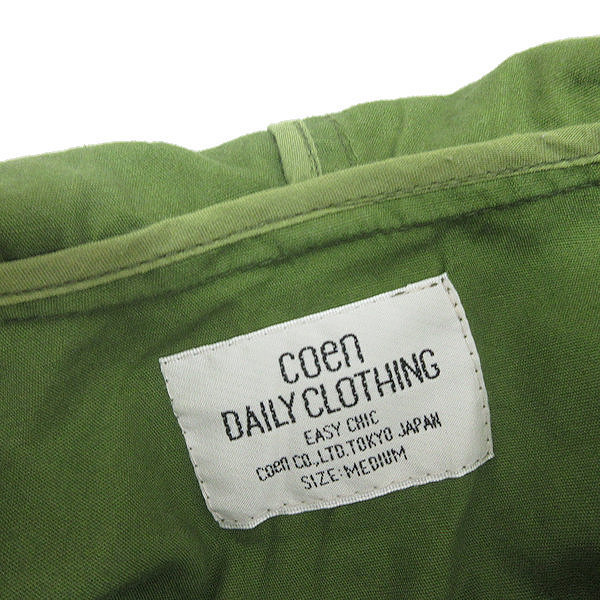 coen
DAILY CLOTHING
EASY CHIC
coen CO.,LTD.TOKYO JAPAN
SIZE:MEDIUM